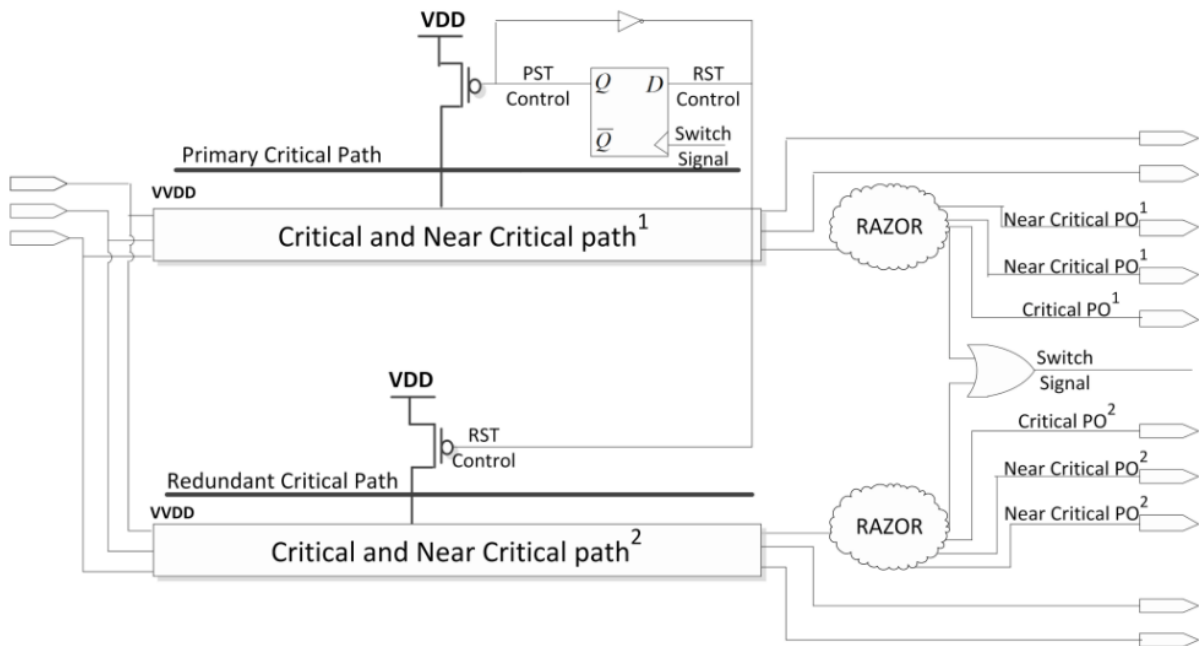 VDD
PST
Control
Q
D
RST
Control
Q̅
Switch
Signal
Primary Critical Path
VVDD
Critical and Near Critical path¹
RAZOR
Near Critical PO¹
Near Critical PO¹
Critical PO¹
Switch
Signal
VDD
RST
Control
Critical PO²
Redundant Critical Path
Near Critical PO²
VVDD
Near Critical PO²
RAZOR
Critical and Near Critical path²